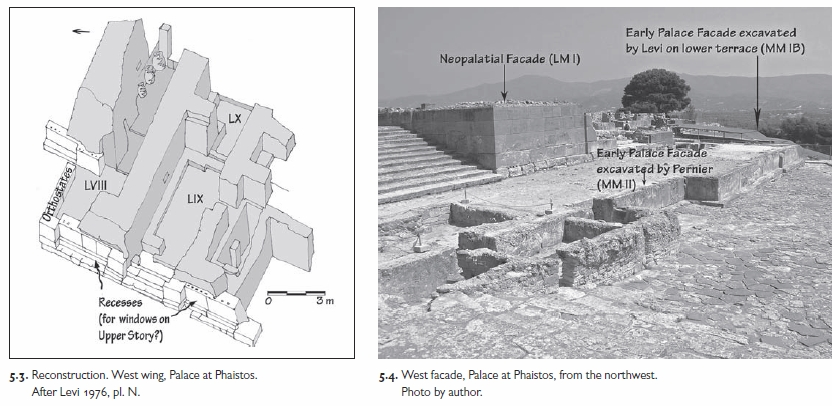 LX
LVIII
Orthostates
LIX
Recesses
(for windows on
Upper Story?)
0 3 m
5.3. Reconstruction. West wing, Palace at Phaistos.
After Levi 1976, pl. N.
Neopalatial Facade (LM I)
Early Palace Facade excavated
by Levi on lower terrace (MM IB)
Early Palace Facade
excavated by Pernier
(MM II)
5.4. West facade, Palace at Phaistos, from the northwest.
Photo by author.